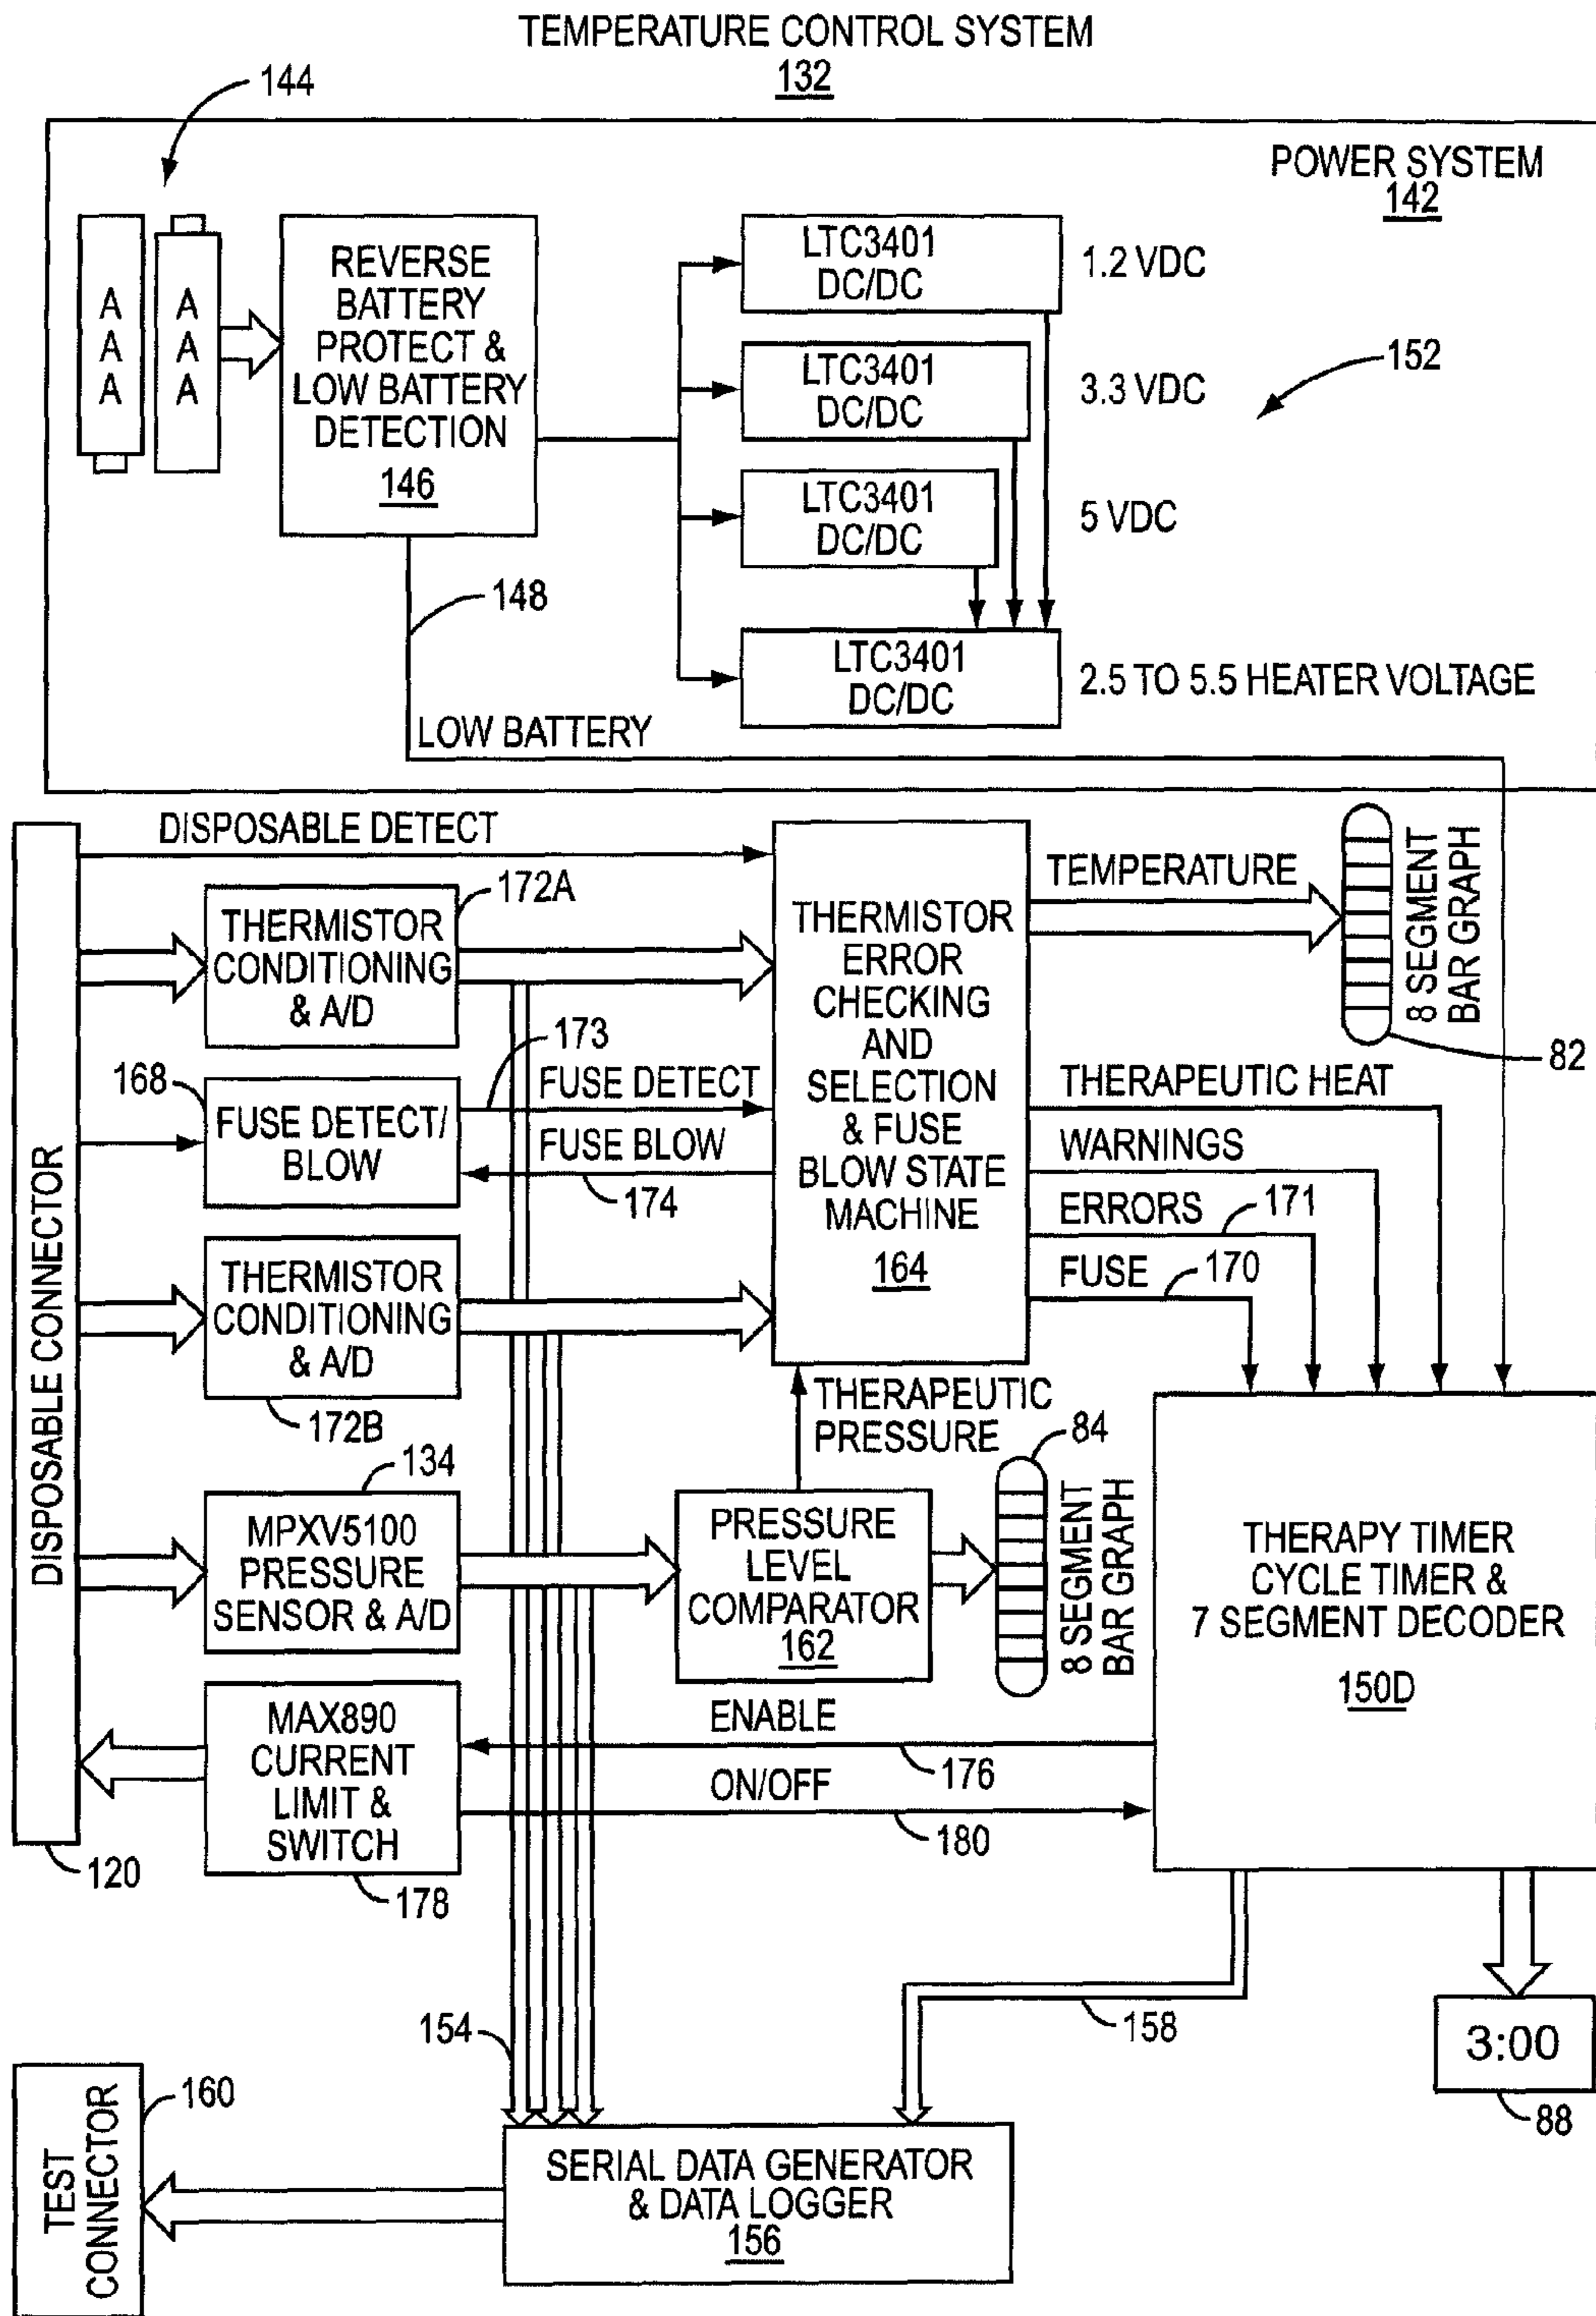 TEMPERATURE CONTROL SYSTEM
132
144
POWER SYSTEM
142
A
A
A
A
A
A
REVERSE
BATTERY
PROTECT &
LOW BATTERY
DETECTION
146
LTC3401
DC/DC
1.2 VDC
LTC3401
DC/DC
3.3 VDC
152
LTC3401
DC/DC
5 VDC
148
LTC3401
DC/DC
2.5 TO 5.5 HEATER VOLTAGE
LOW BATTERY
DISPOSABLE CONNECTOR
120
DISPOSABLE DETECT
172A
THERMISTOR
CONDITIONING
& A/D
173
168
FUSE DETECT/
BLOW
FUSE DETECT
FUSE BLOW
174
THERMISTOR
CONDITIONING
& A/D
172B
THERMISTOR
ERROR
CHECKING
AND
SELECTION
& FUSE
BLOW STATE
MACHINE
164
TEMPERATURE
8 SEGMENT
BAR GRAPH
82
THERAPEUTIC HEAT
WARNINGS
ERRORS
171
FUSE
170
THERAPEUTIC
PRESSURE
134
MPXV5100
PRESSURE
SENSOR & A/D
PRESSURE
LEVEL
COMPARATOR
162
84
8 SEGMENT
BAR GRAPH
THERAPY TIMER
CYCLE TIMER &
7 SEGMENT DECODER
150D
MAX890
CURRENT
LIMIT &
SWITCH
178
ENABLE
176
ON/OFF
180
154
158
3:00
88
TEST
CONNECTOR
160
SERIAL DATA GENERATOR
& DATA LOGGER
156